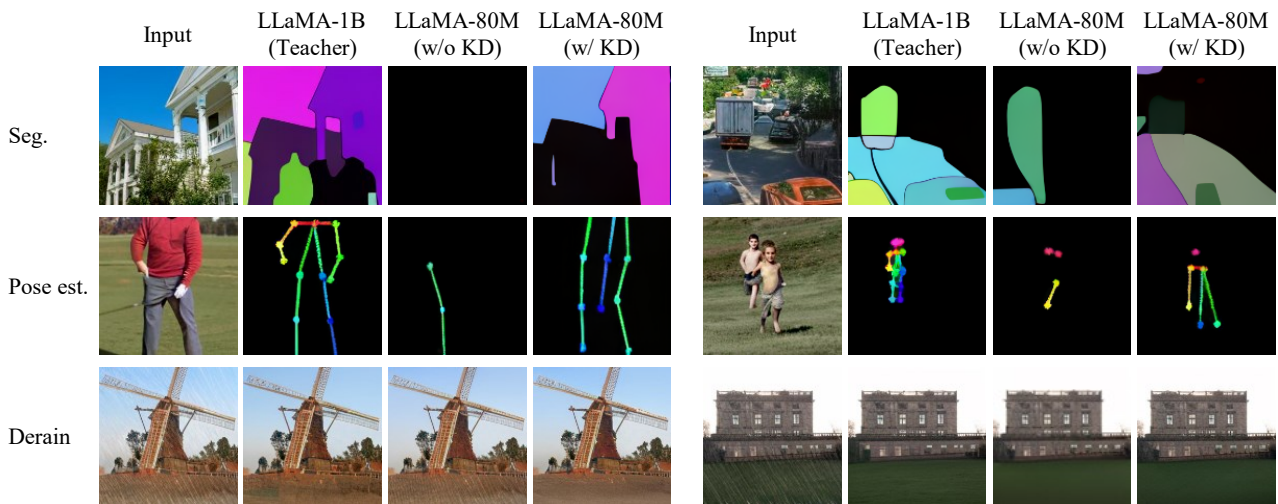 Input
LLaMA-1B
(Teacher)
LLaMA-80M
(w/o KD)
LLaMA-80M
(w/ KD)
Input
LLaMA-1B
(Teacher)
LLaMA-80M
(w/o KD)
LLaMA-80M
(w/ KD)
Seg.
Pose est.
Derain